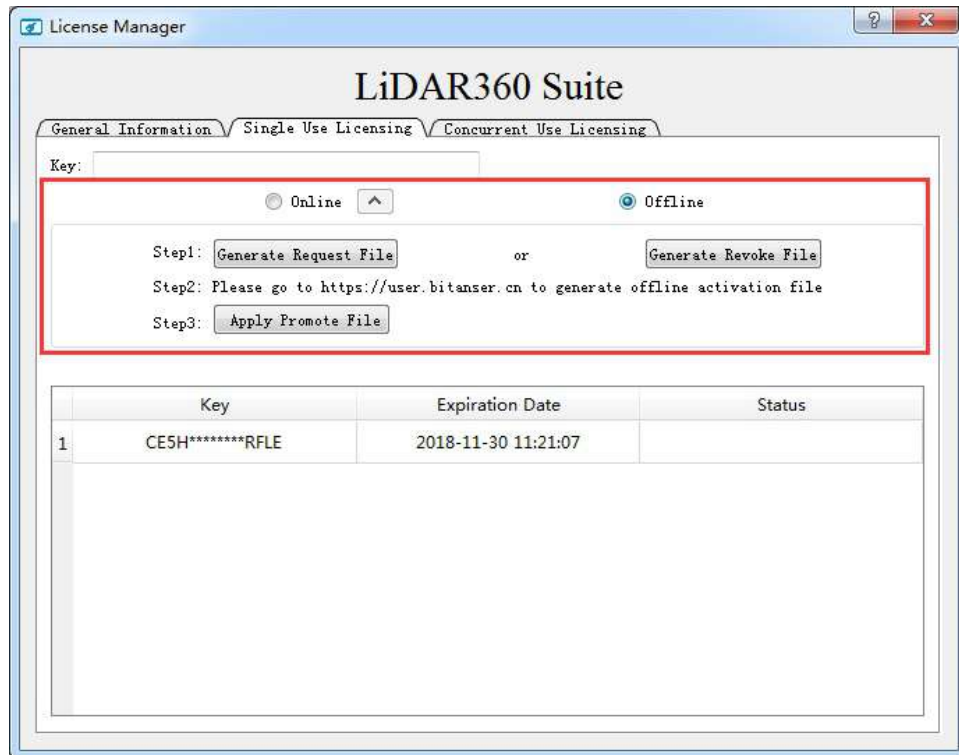 License Manager
LiDAR360 Suite
General Information Single Use Licensing Concurrent Use Licensing
Key:
Online Offline
Step1: Generate Request File or Generate Revoke File
Step2: Please go to https://user.bitanser.cn to generate offline activation file
Step3: Apply Promote File
Key Expiration Date Status
1 CE5H********RFLE 2018-11-30 11:21:07